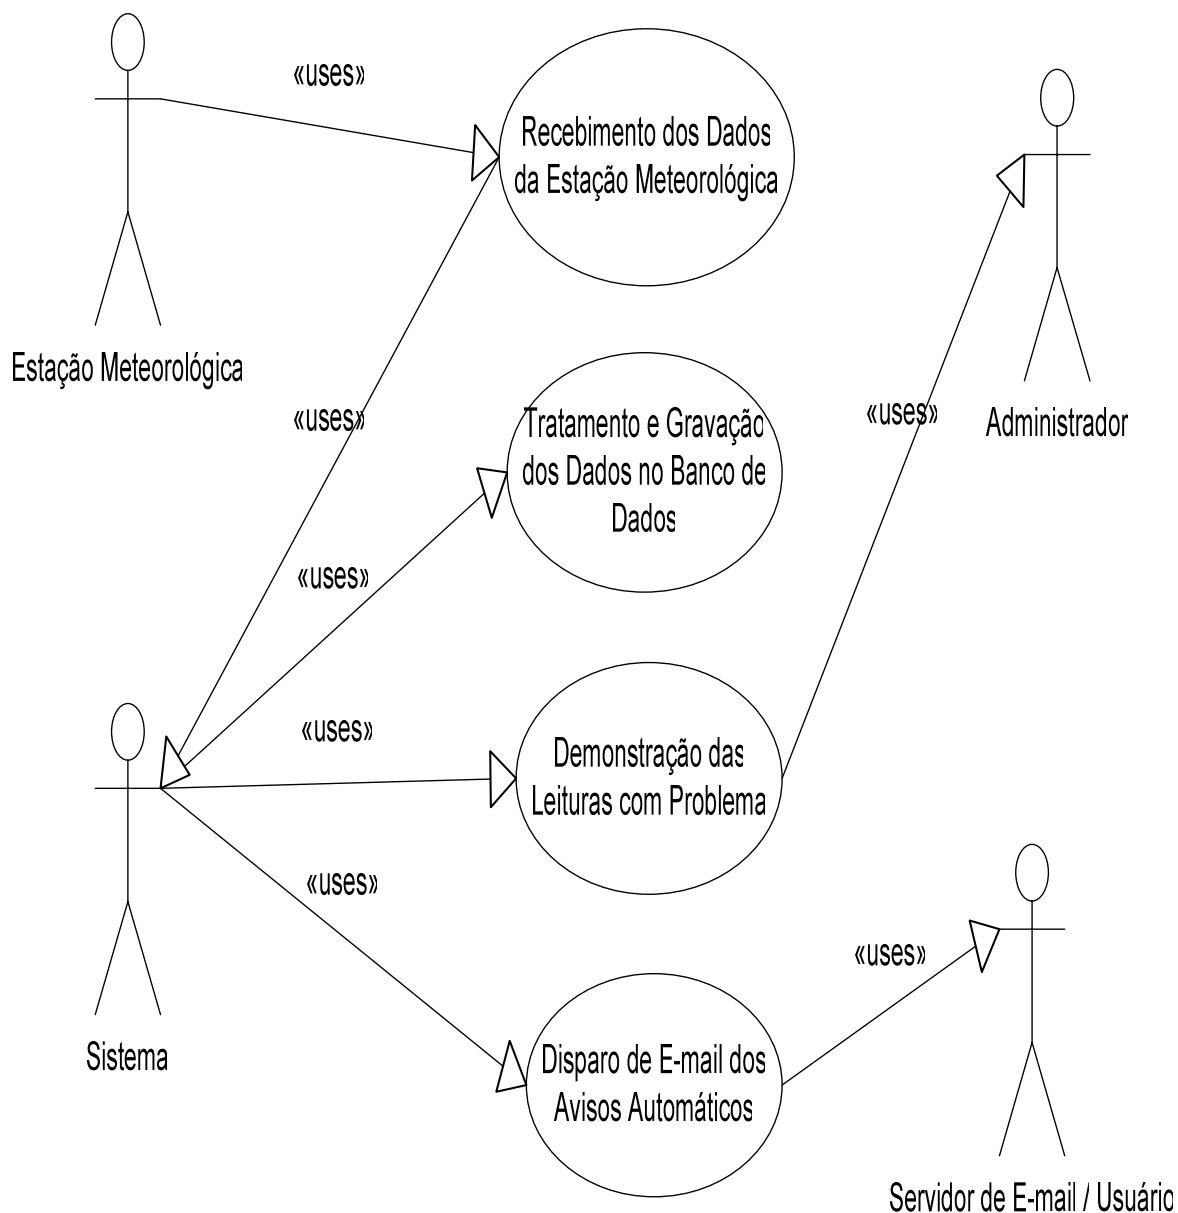 «uses»
Recebimento dos Dados
da Estação Meteorológica
Estação Meteorológica
«uses»
Tratamento e Gravação
dos Dados no Banco de
Dados
«uses»
Administrador
«uses»
«uses»
Demonstração das
Leituras com Problema
«uses»
«uses»
Sistema
Disparo de E-mail dos
Avisos Automáticos
Servidor de E-mail / Usuário